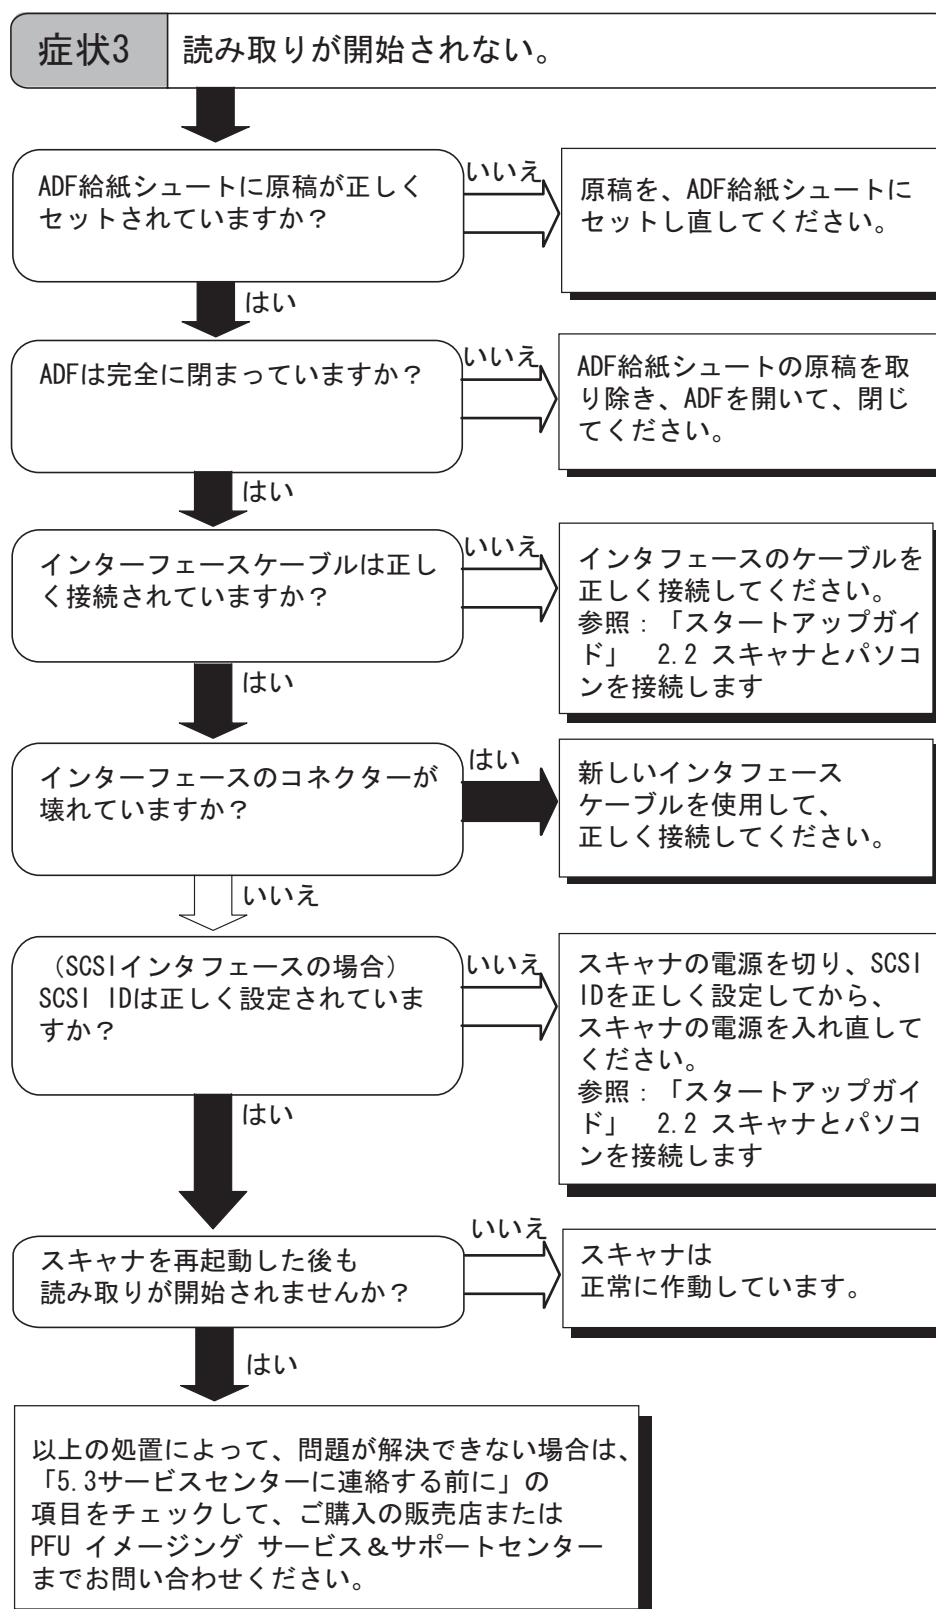 症状3
読み取りが開始されない。
ADF給紙シュートに原稿が正しく
セットされていますか？
いいえ
原稿を、ADF給紙シュートに
セットし直してください。
はい
ADFは完全に閉まっていますか？
いいえ
ADF給紙シュートの原稿を取
り除き、ADFを開いて、閉じ
てください。
はい
インターフェースケーブルは正し
く接続されていますか？
いいえ
インタフェースのケーブルを
正しく接続してください。
参照：「スタートアップガイ
ド」 2.2 スキャナとパソコ
ンを接続します
はい
インターフェースのコネクターが
壊れていますか？
はい
新しいインタフェース
ケーブルを使用して、
正しく接続してください。
いいえ
（SCSIインタフェースの場合）
SCSI IDは正しく設定されていま
すか？
いいえ
スキャナの電源を切り、SCSI
IDを正しく設定してから、
スキャナの電源を入れ直して
ください。
参照：「スタートアップガイ
ド」 2.2 スキャナとパソコ
ンを接続します
はい
スキャナを再起動した後も
読み取りが開始されませんか？
いいえ
スキャナは
正常に作動しています。
はい
以上の処置によって、問題が解決できない場合は、
「5.3サービスセンターに連絡する前に」の
項目をチェックして、ご購入の販売店または
PFU イメージング サービス＆サポートセンター
までお問い合わせください。